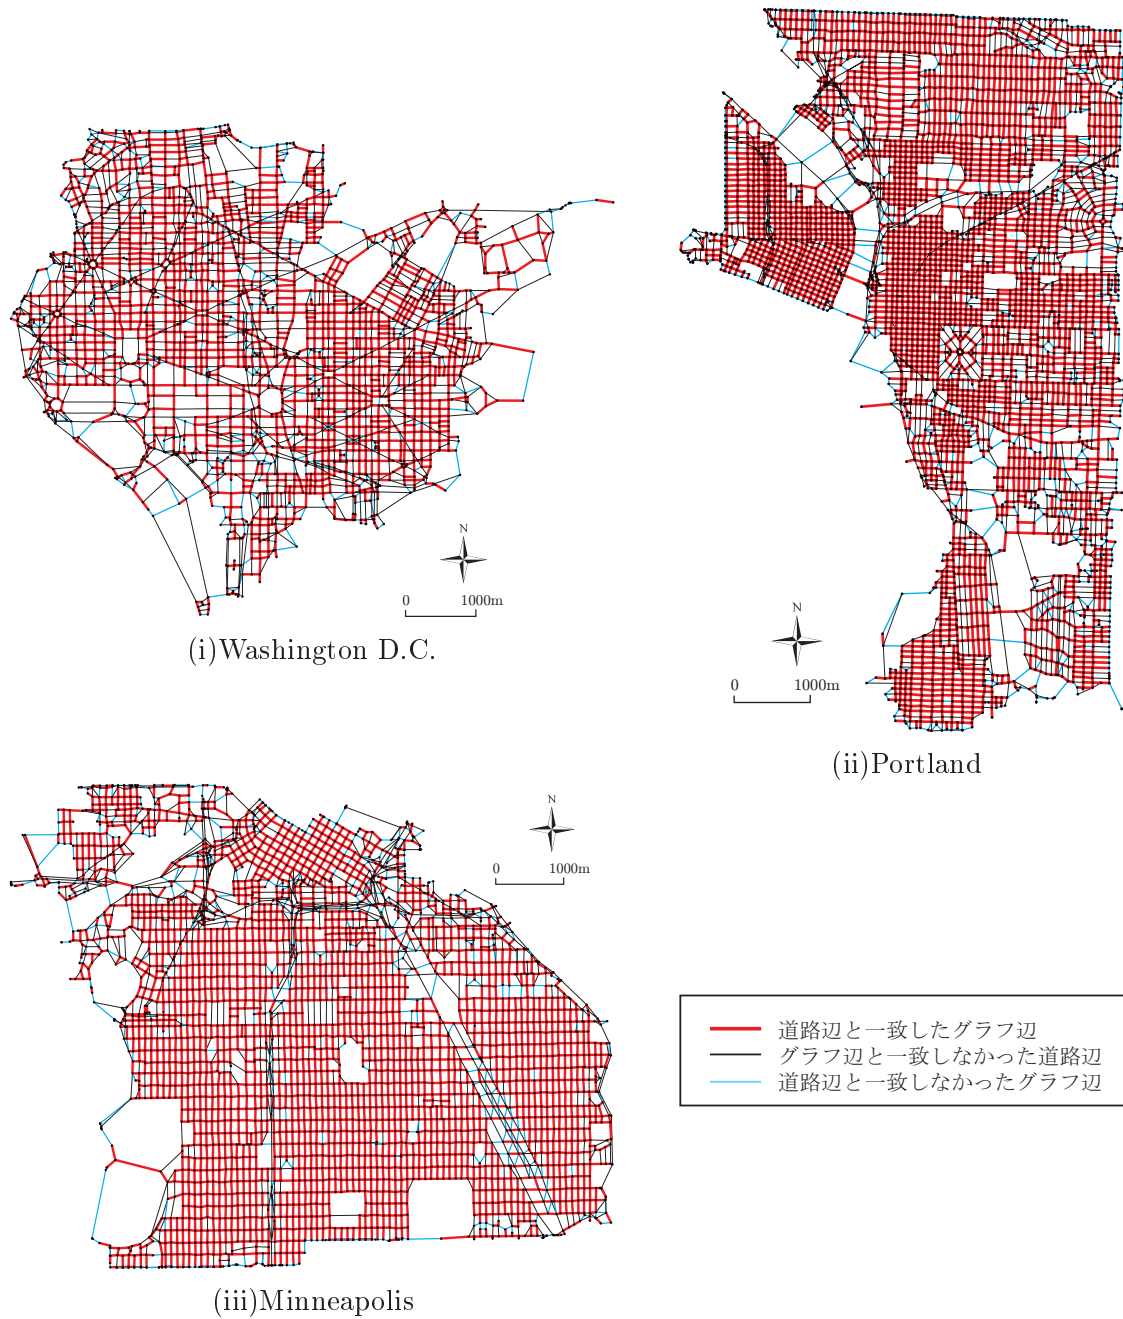 N
0 1000m
(i)Washington D.C.
N
0 1000m
(ii)Portland
N
0 1000m
(iii)Minneapolis
道路辺と一致したグラフ辺
グラフ辺と一致しなかった道路辺
道路辺と一致しなかったグラフ辺